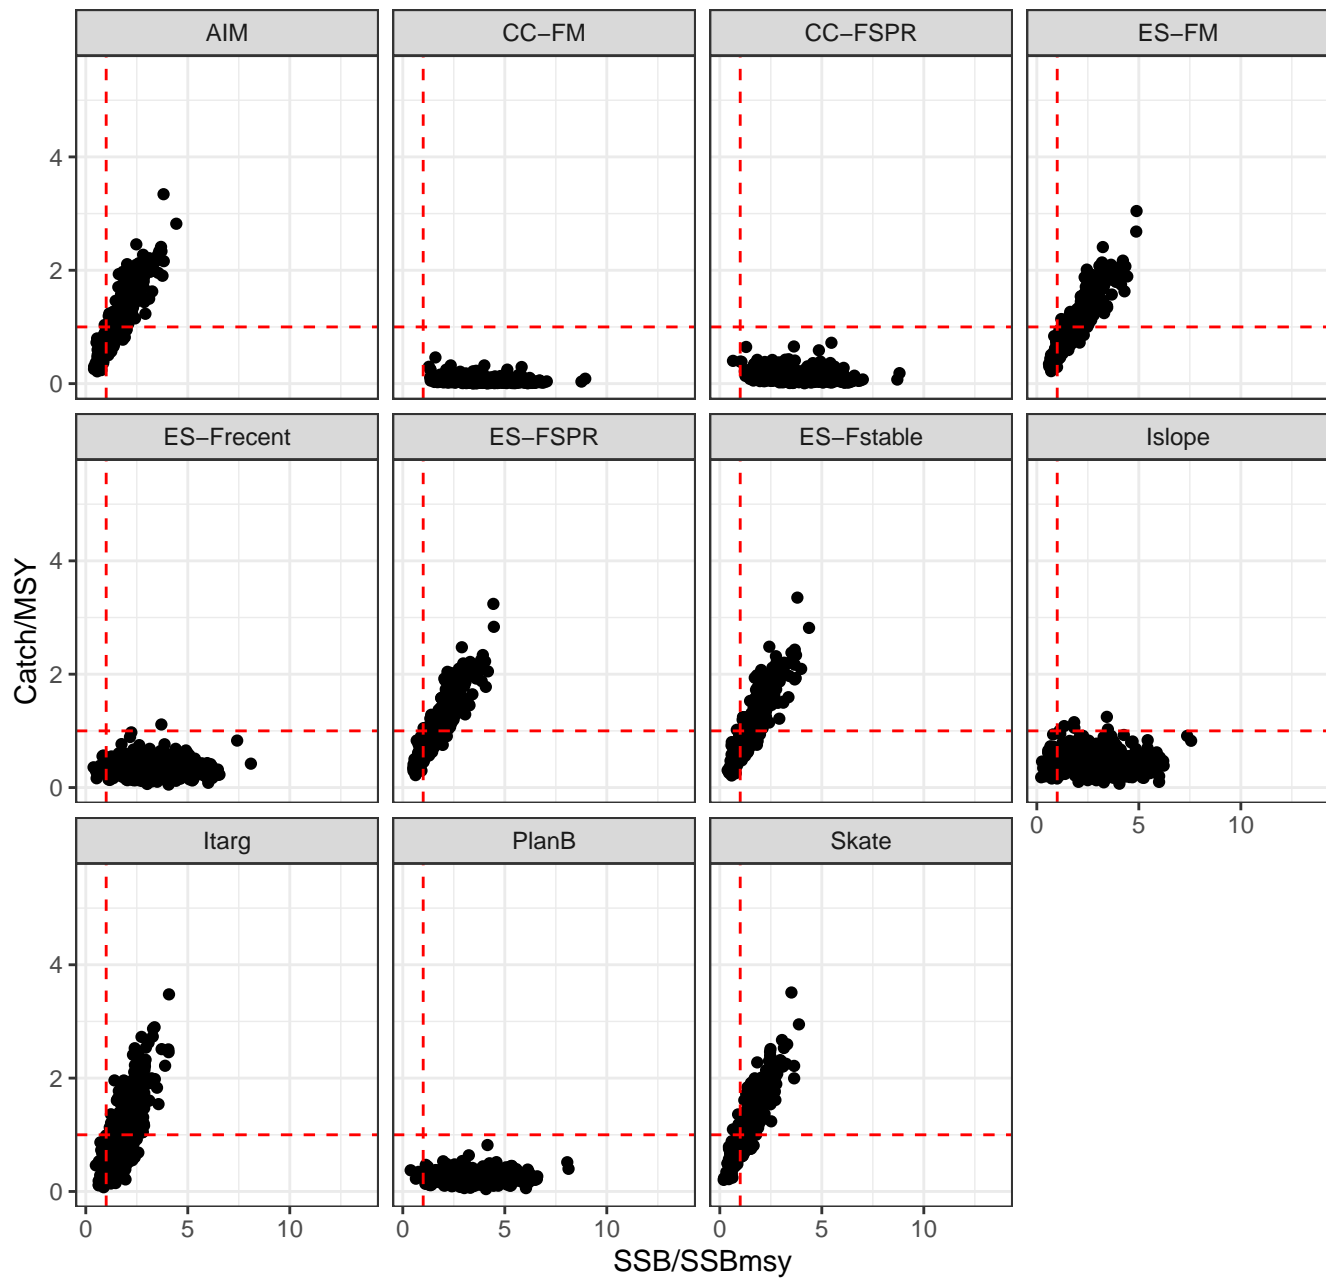 AIM CC−FM CC−FSPR ES−FM
4
2
0
ES−Frecent ES−FSPR ES−Fstable Islope
4
2
0
0 5 10
Itarg PlanB Skate
4
2
0
0 5 10 0 5 10 0 5 10
Catch/MSY
SSB/SSBmsy